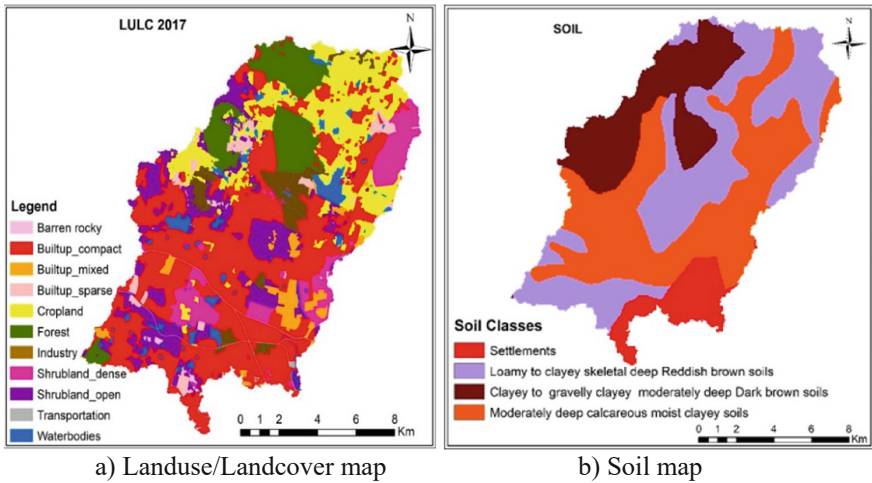 LULC 2017
N
Legend
Barren rocky
Builtup_compact
Builtup_mixed
Builtup_sparse
Cropland
Forest
Industry
Shrubland_dense
Shrubland_open
Transportation
Waterbodies
0 1 2 4 6 8
Km
a) Landuse/Landcover map
SOIL
N
Soil Classes
Settlements
Loamy to clayey skeletal deep Reddish brown soils
Clayey to gravelly clayey moderately deep Dark brown soils
Moderately deep calcareous moist clayey soils
0 1 2 4 6 8
Km
b) Soil map